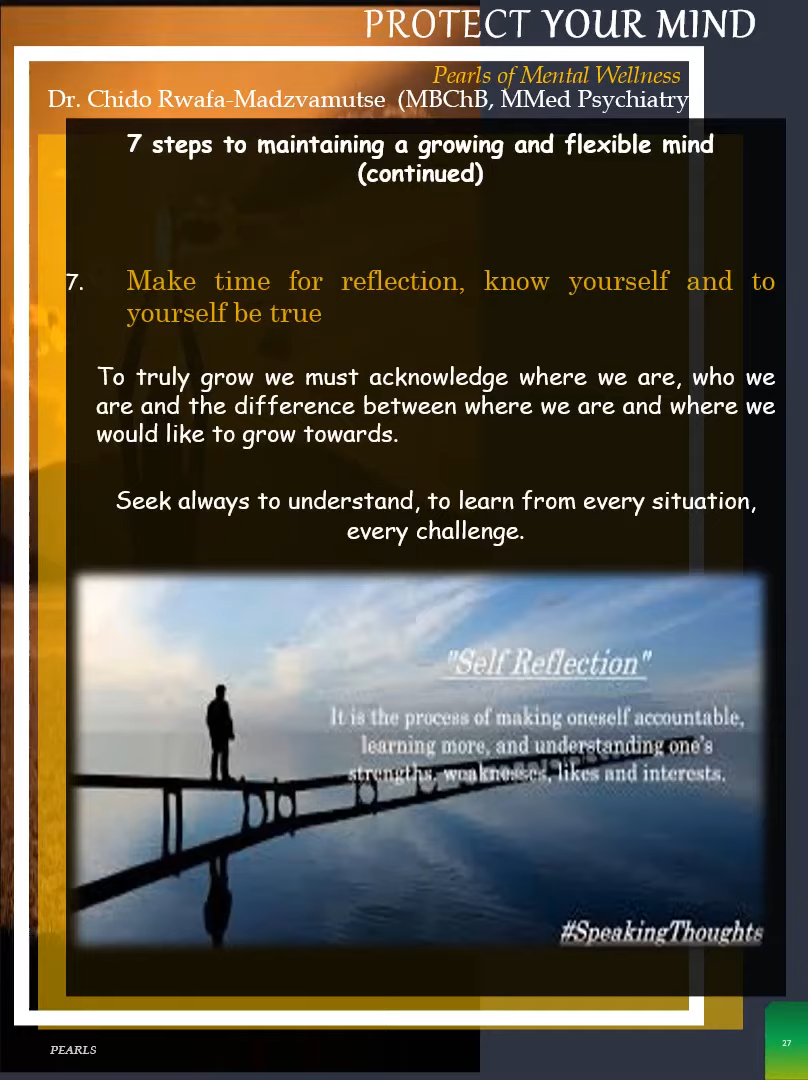 PROTECT YOUR MIND
Pearls of Mental Wellness
Dr. Chido Rwafa-Madzvamutse (MBChB, MMed Psychiatry
7 steps to maintaining a growing and flexible mind
(continued)
7. Make time for reflection, know yourself and to
yourself be true
To truly grow we must acknowledge where we are, who we
are and the difference between where we are and where we
would like to grow towards.
Seek always to understand, to learn from every situation,
every challenge.
"Self Reflection"
It is the process of making oneself accountable,
learning more, and understanding one's
strengths, weaknesses, likes and interests.
#SpeakingThoughts
PEARLS
27